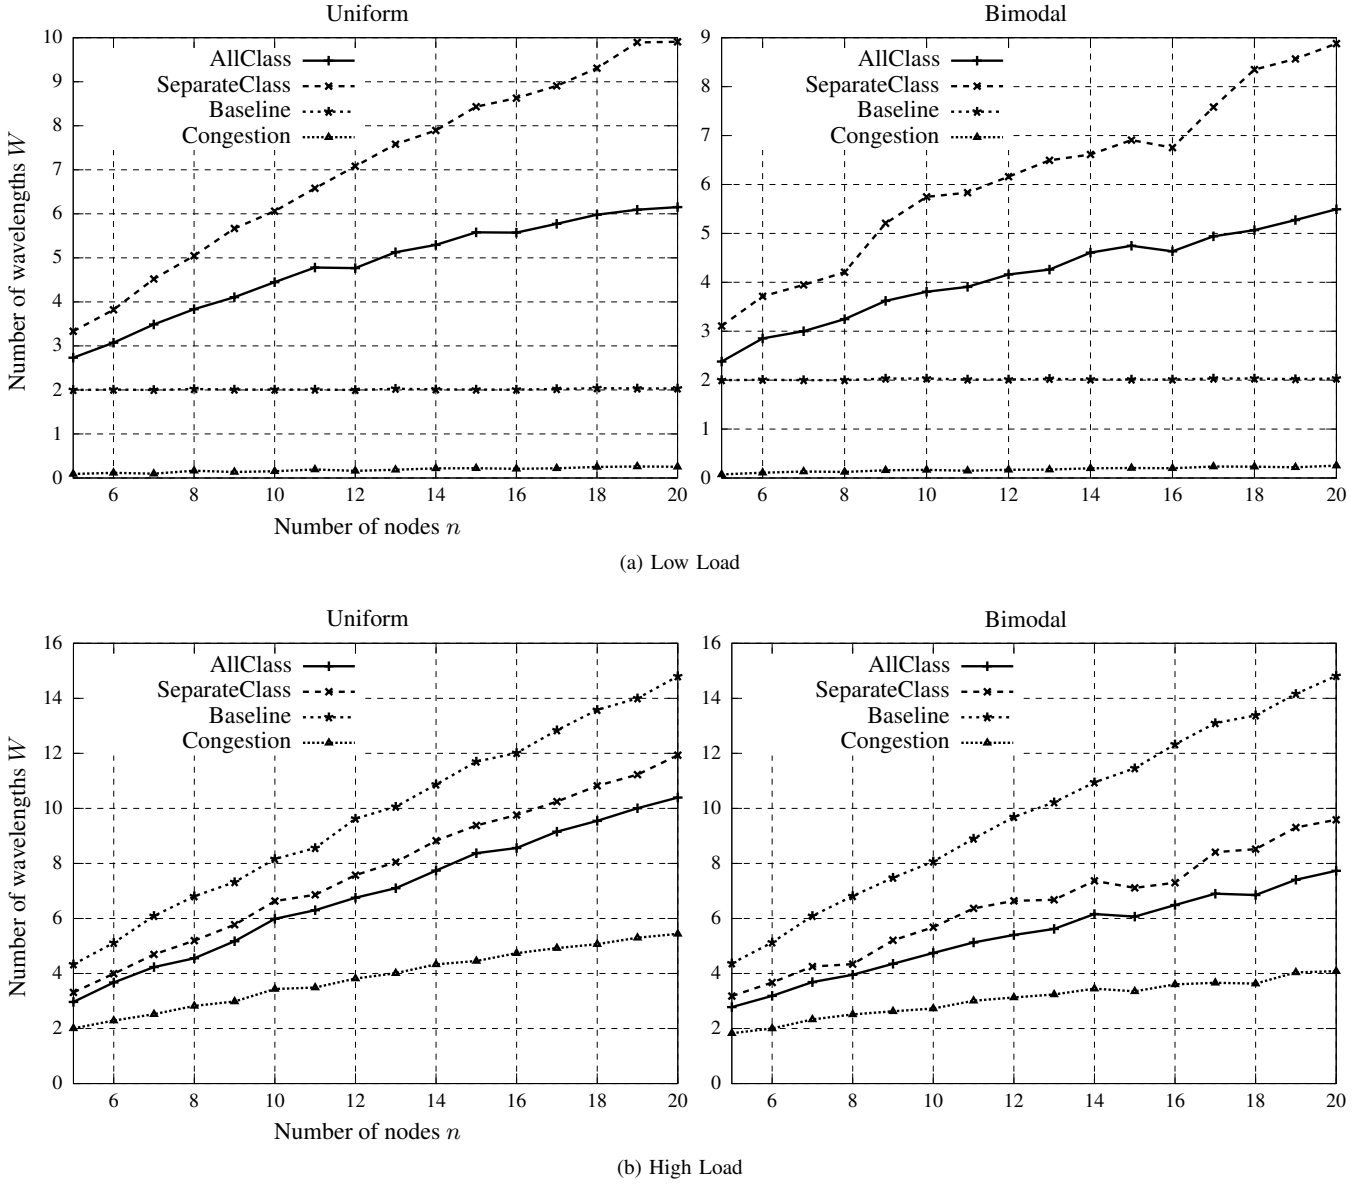 Uniform
10
9
8
7
6
5
4
3
2
1
0
Number of wavelengths W
AllClass
SeparateClass
Baseline
Congestion
6 8 10 12 14 16 18 20
Number of nodes n
Bimodal
9
8
7
6
5
4
3
2
1
0
AllClass
SeparateClass
Baseline
Congestion
6 8 10 12 14 16 18 20
(a) Low Load
Uniform
16
14
12
10
8
6
4
2
0
Number of wavelengths W
AllClass
SeparateClass
Baseline
Congestion
6 8 10 12 14 16 18 20
Number of nodes n
Bimodal
16
14
12
10
8
6
4
2
0
AllClass
SeparateClass
Baseline
Congestion
6 8 10 12 14 16 18 20
(b) High Load